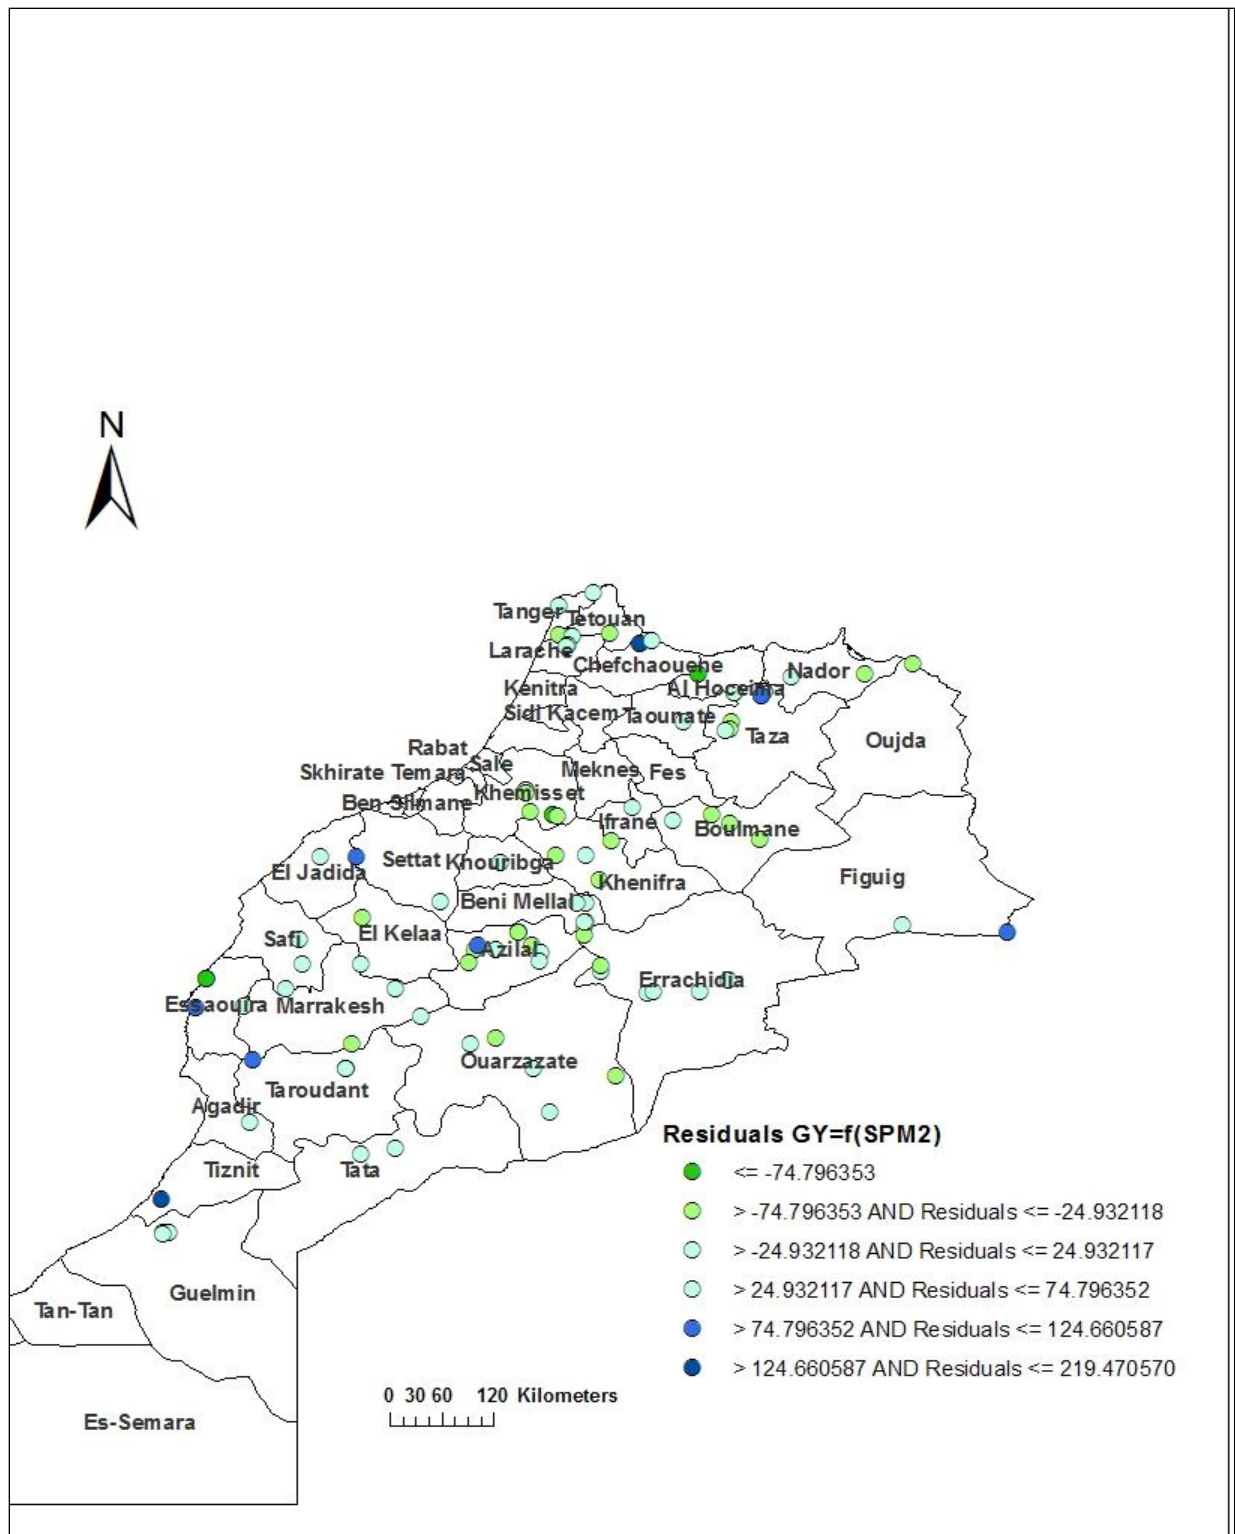 N
Tanger
Tetouan
Larache
Chefchaouene
Nador
Kenitra
Al Hoceima
Sidi Kacem
Taounate
Taza
Oujda
Rabat
Sale
Meknes
Fes
Skhirate Temara
Khemisset
Ben Slimane
Ifrane
Boulmane
El Jadida
Settat
Khouribga
Khenifra
Figuig
Beni Mellal
Safi
El Kelaa
Azilal
Errachidia
Essaouira
Marrakesh
Ouarzazate
Taroudant
Agadir
Tiznit
Tata
Guelmin
Tan-Tan
Es-Semara
Residuals GY=f(SPM2)
<= -74.796353
> -74.796353 AND Residuals <= -24.932118
> -24.932118 AND Residuals <= 24.932117
> 24.932117 AND Residuals <= 74.796352
> 74.796352 AND Residuals <= 124.660587
> 124.660587 AND Residuals <= 219.470570
0 30 60 120 Kilometers